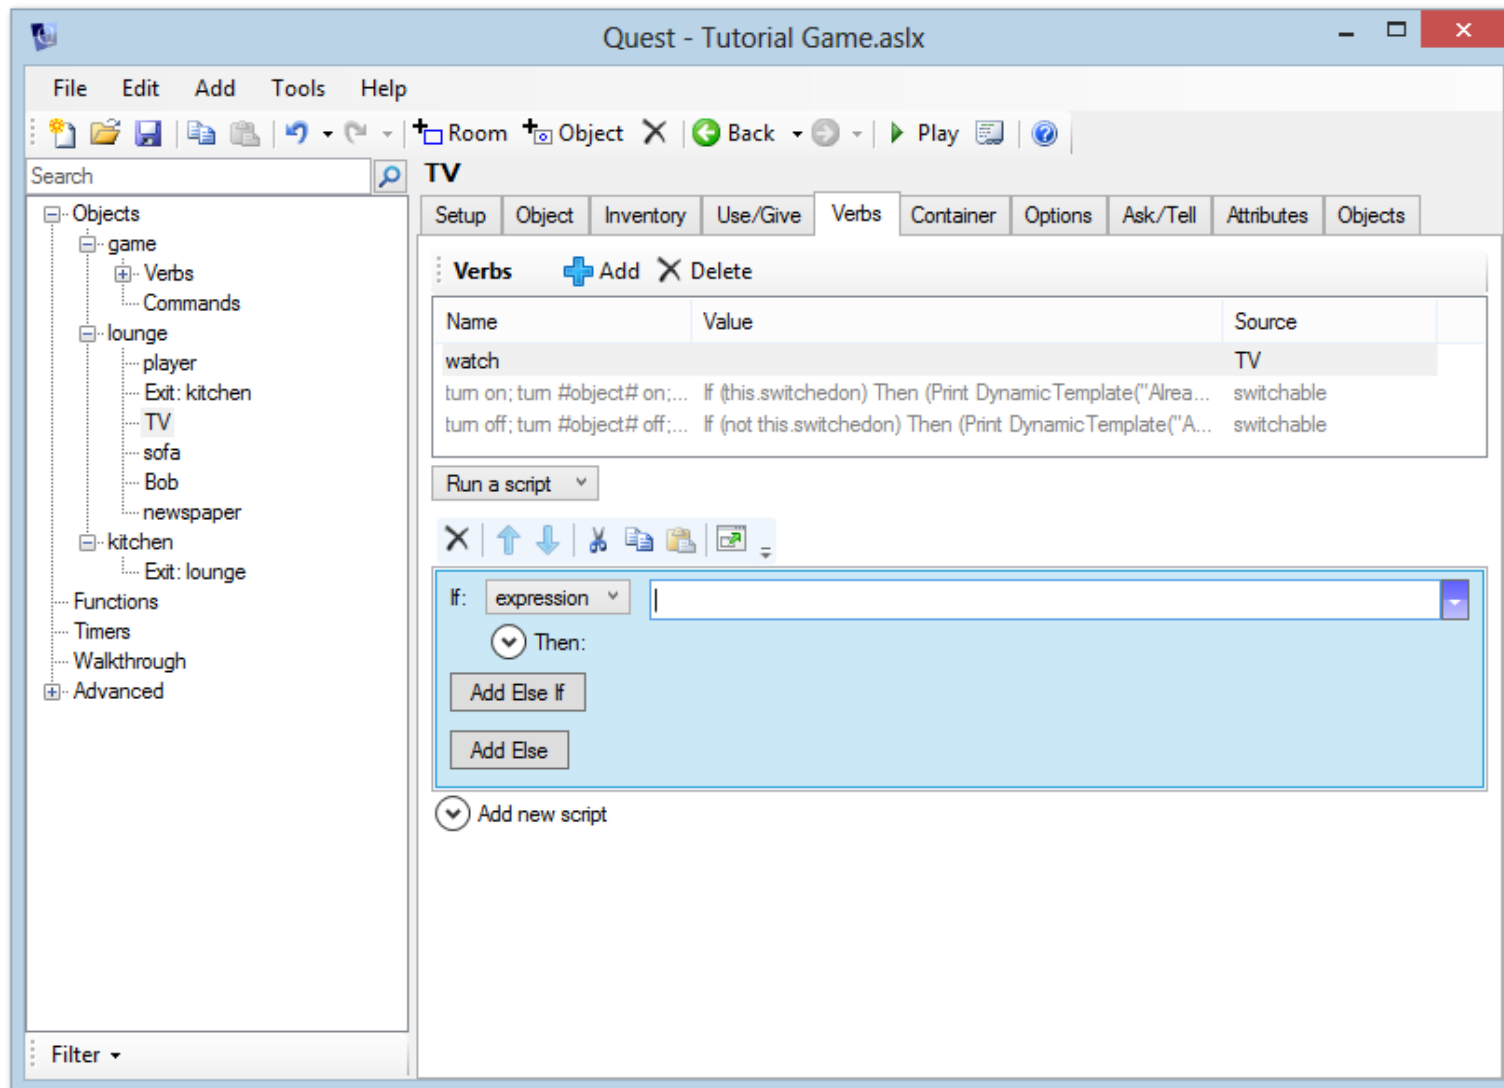 Quest - Tutorial Game.aslx
File Edit Add Tools Help
Room Object Back Play
Search
TV
Objects
game
Verbs
Commands
lounge
player
Exit: kitchen
TV
sofa
Bob
newspaper
kitchen
Exit: lounge
Functions
Timers
Walkthrough
Advanced
Filter
Setup Object Inventory Use/Give Verbs Container Options Ask/Tell Attributes Objects
Verbs Add Delete
Name Value Source
watch TV
turn on; turn #object# on;... If (this.switchedon) Then (Print DynamicTemplate("Alrea... switchable
turn off; turn #object# off;... If (not this.switchedon) Then (Print DynamicTemplate("A... switchable
Run a script
If: expression
Then:
Add Else If
Add Else
Add new script